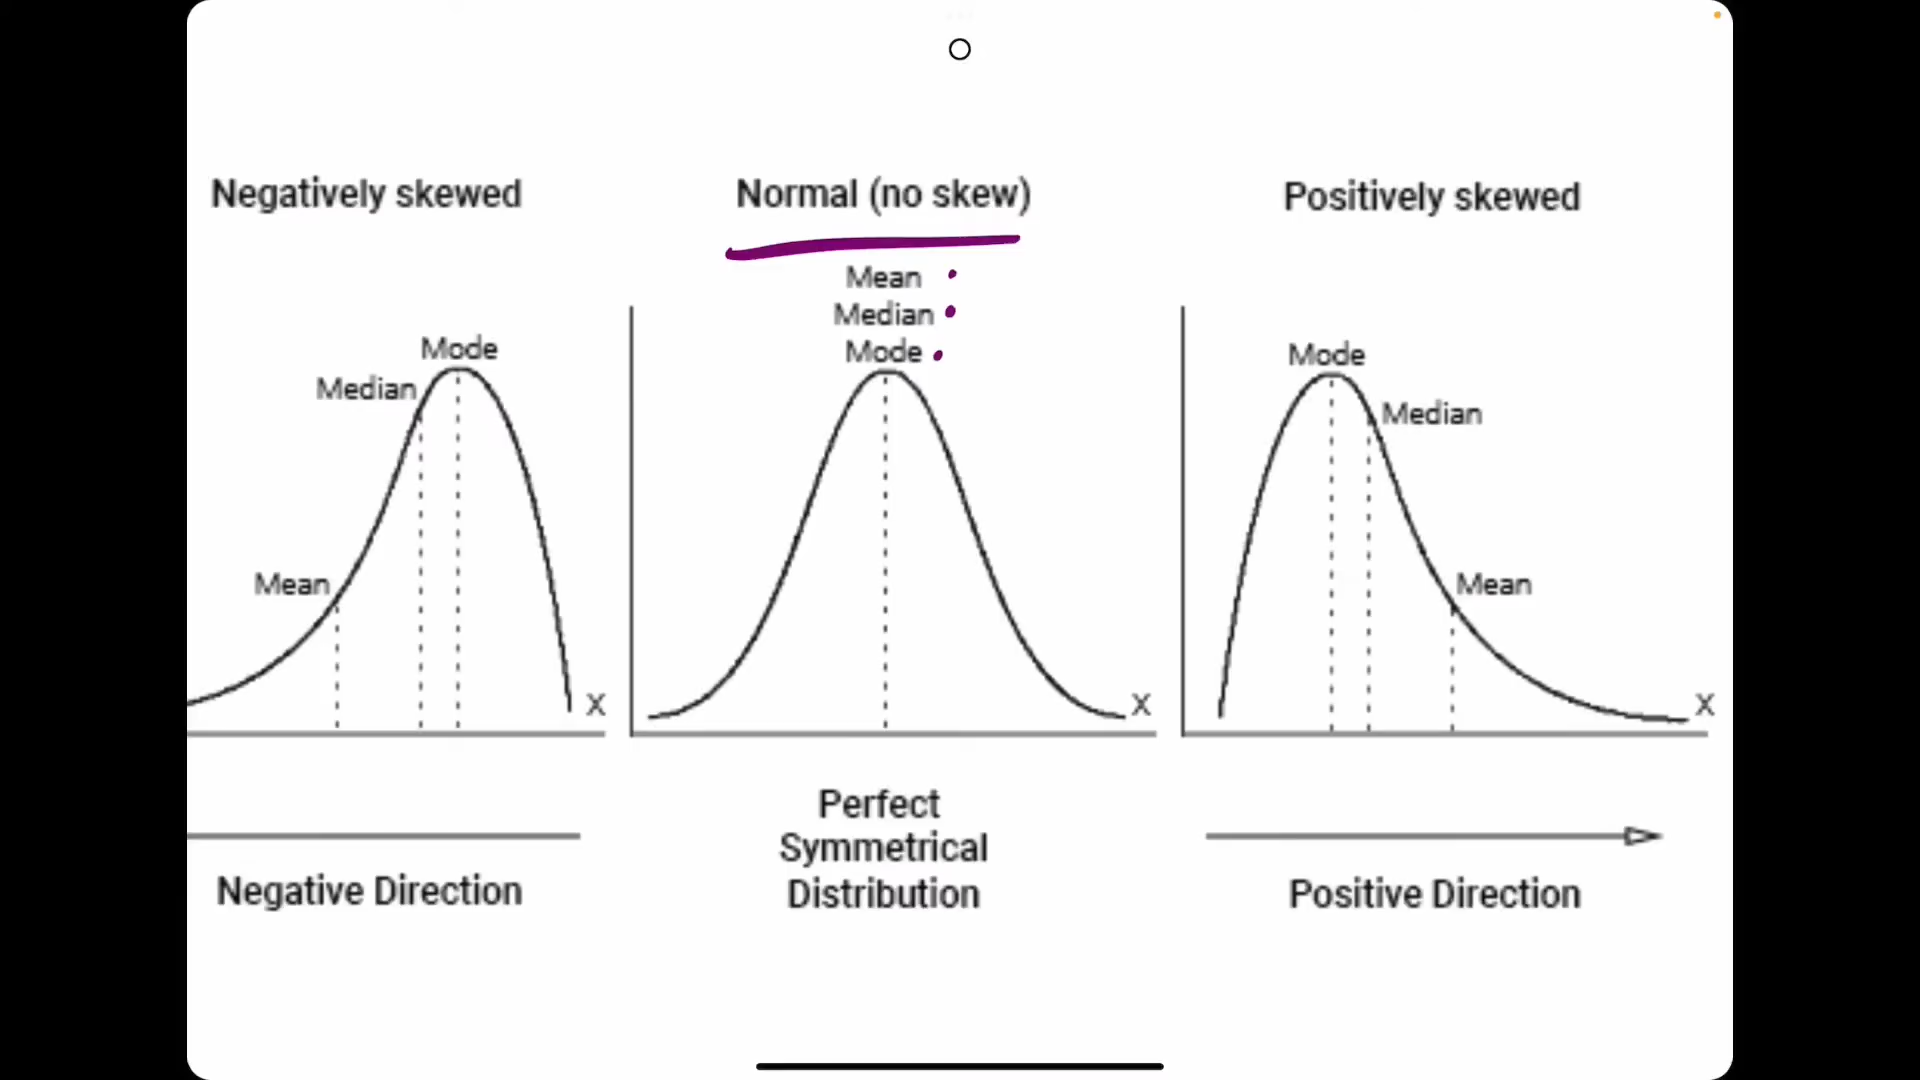 Negatively skewed
Normal (no skew)
Positively skewed
Mean
Median
Mode
Mode
Median
Mean
X
X
Mode
Median
Mean
X
Negative Direction
Perfect
Symmetrical
Distribution
Positive Direction